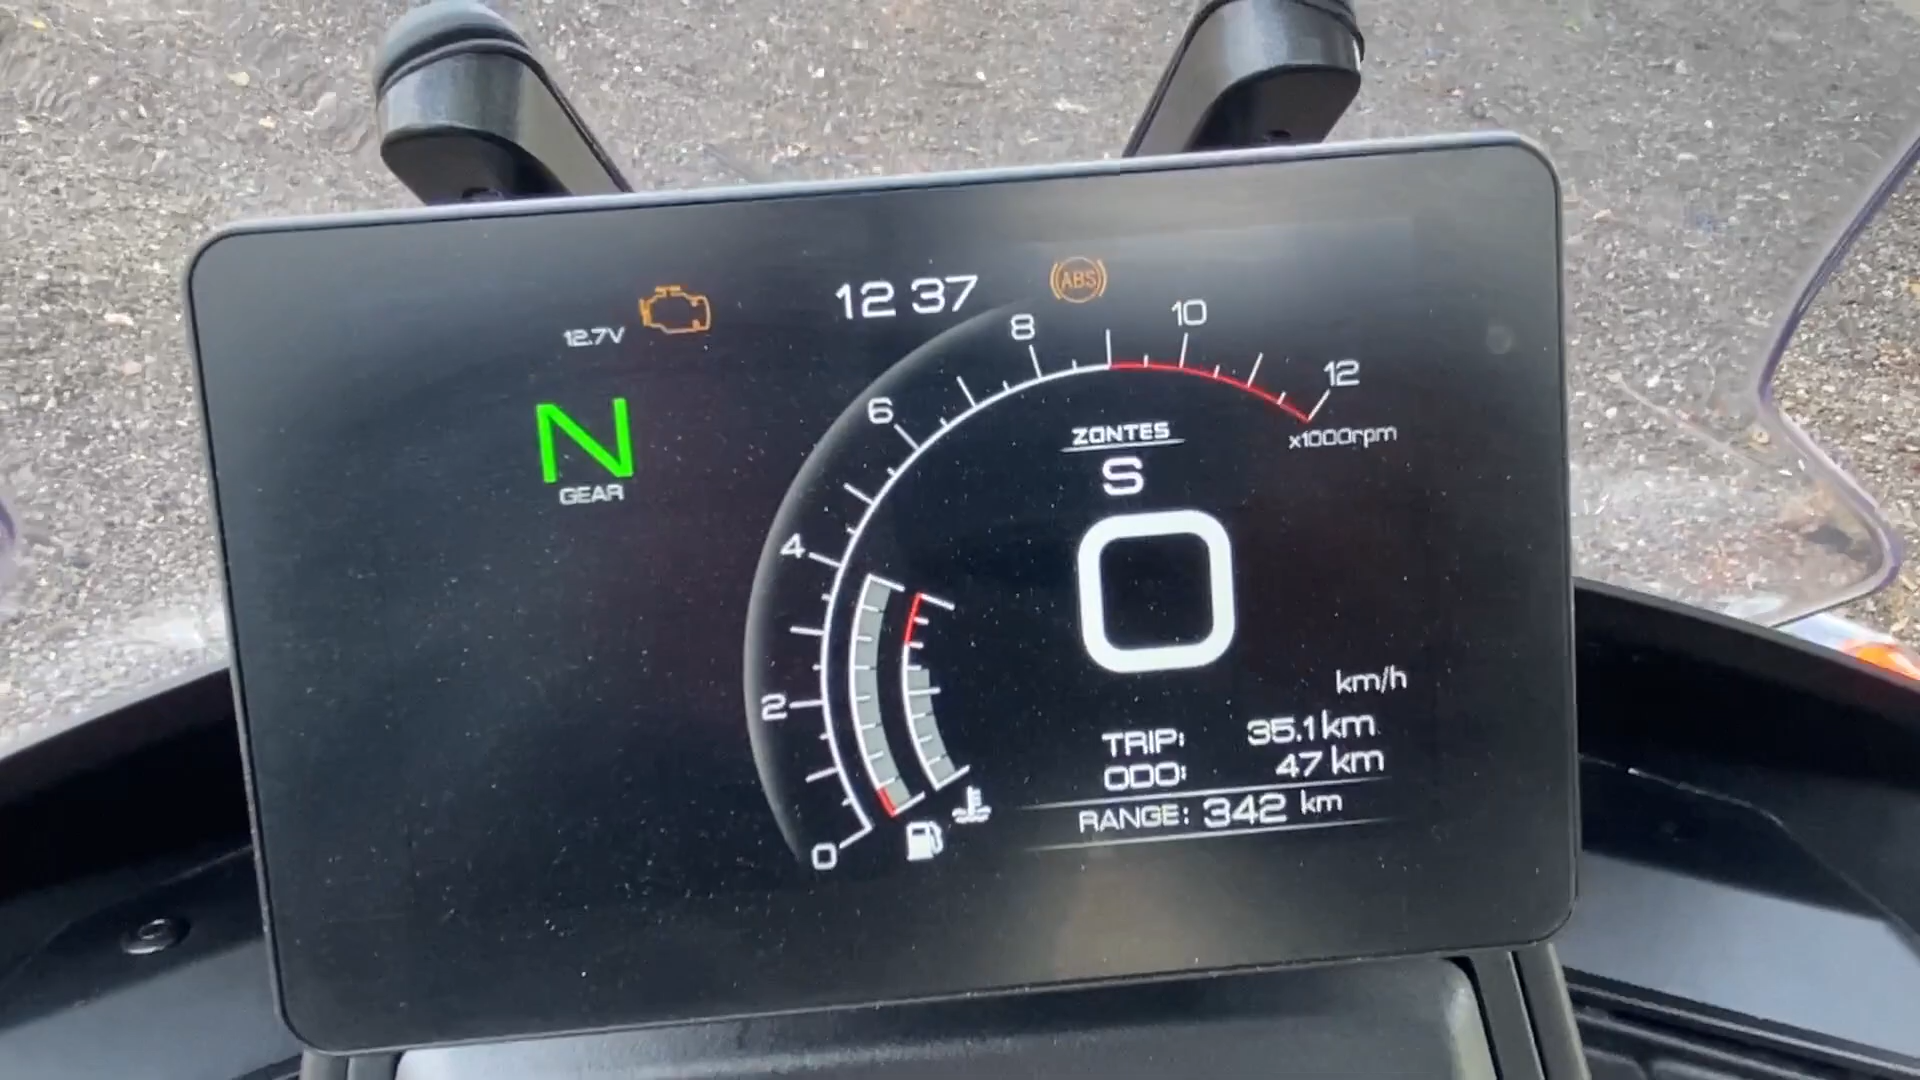 12 37
ABS
12.7V
N
GEAR
0
2
4
6
8
10
12
x1000rpm
ZONTES
S
0
km/h
TRIP: 35.1 km
ODO: 47 km
RANGE: 342 km